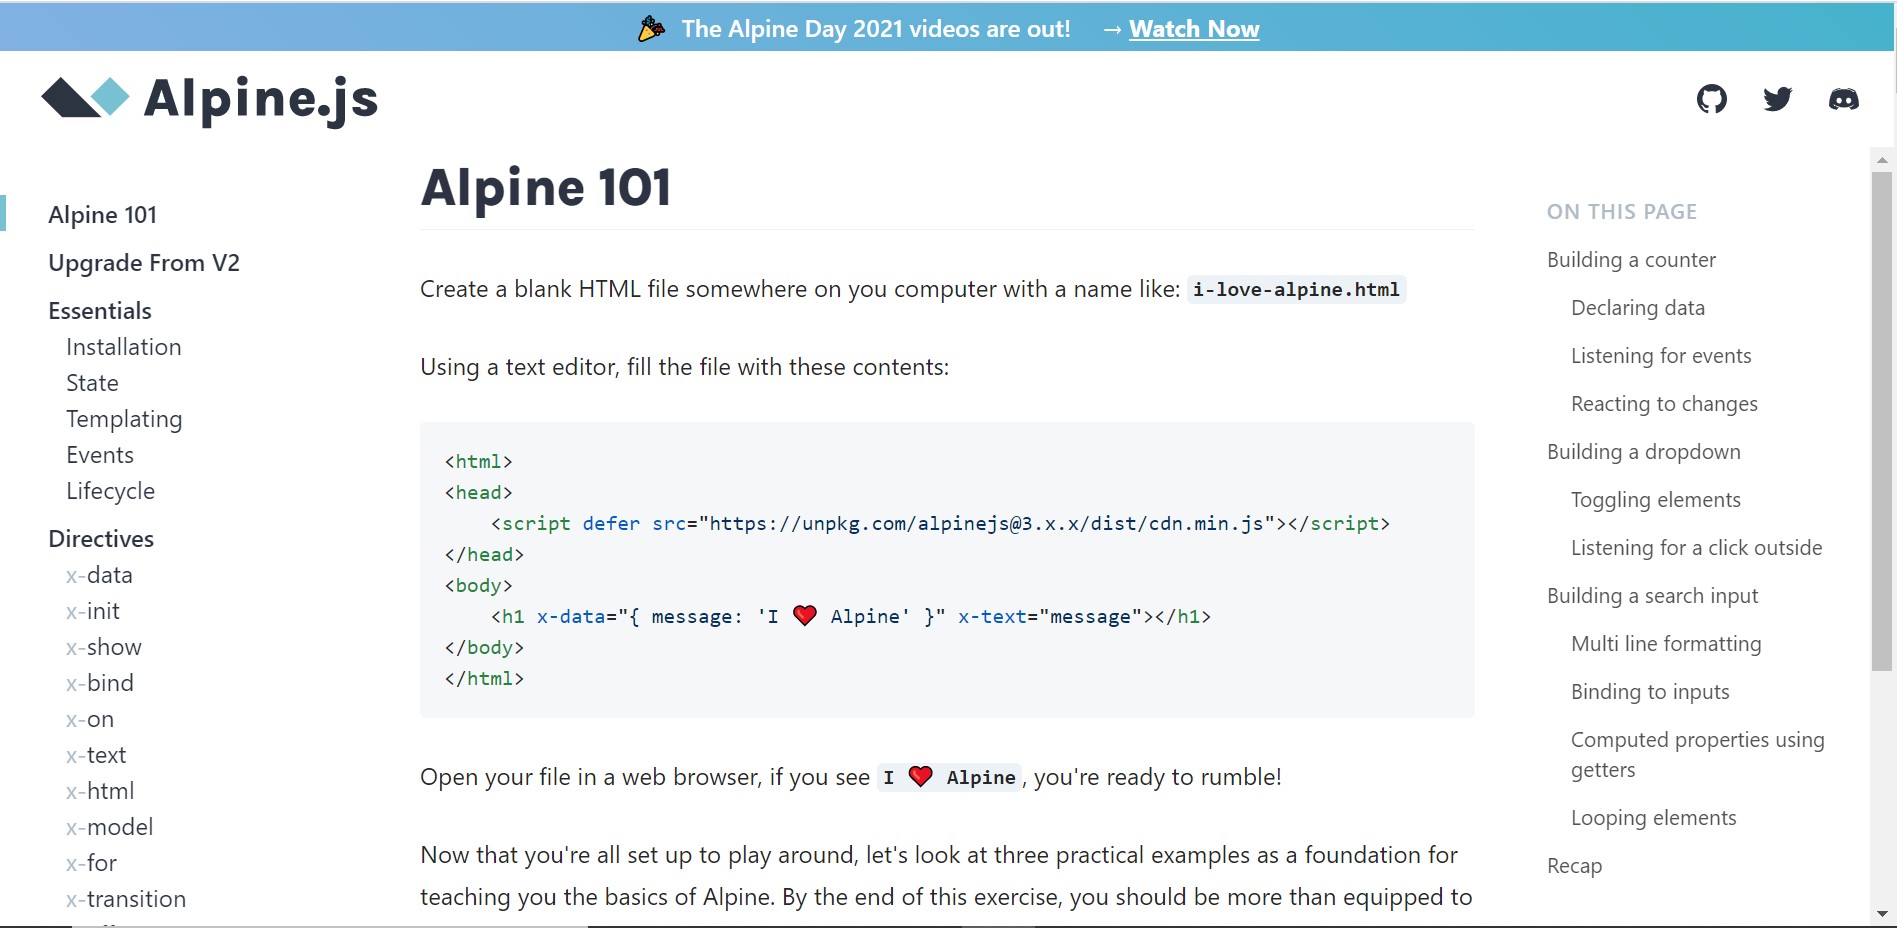 🎉 The Alpine Day 2021 videos are out! → Watch Now
Alpine.js
Alpine 101
Upgrade From V2
Essentials
Installation
State
Templating
Events
Lifecycle
Directives
x-data
x-init
x-show
x-bind
x-on
x-text
x-html
x-model
x-for
x-transition
Alpine 101
Create a blank HTML file somewhere on you computer with a name like: i-love-alpine.html
Using a text editor, fill the file with these contents:
<html>
<head>
    <script defer src="https://unpkg.com/alpinejs@3.x.x/dist/cdn.min.js"></script>
</head>
<body>
    <h1 x-data="{ message: 'I ❤️ Alpine' }" x-text="message"></h1>
</body>
</html>
Open your file in a web browser, if you see I ❤️ Alpine, you're ready to rumble!
Now that you're all set up to play around, let's look at three practical examples as a foundation for
teaching you the basics of Alpine. By the end of this exercise, you should be more than equipped to
ON THIS PAGE
Building a counter
Declaring data
Listening for events
Reacting to changes
Building a dropdown
Toggling elements
Listening for a click outside
Building a search input
Multi line formatting
Binding to inputs
Computed properties using
getters
Looping elements
Recap